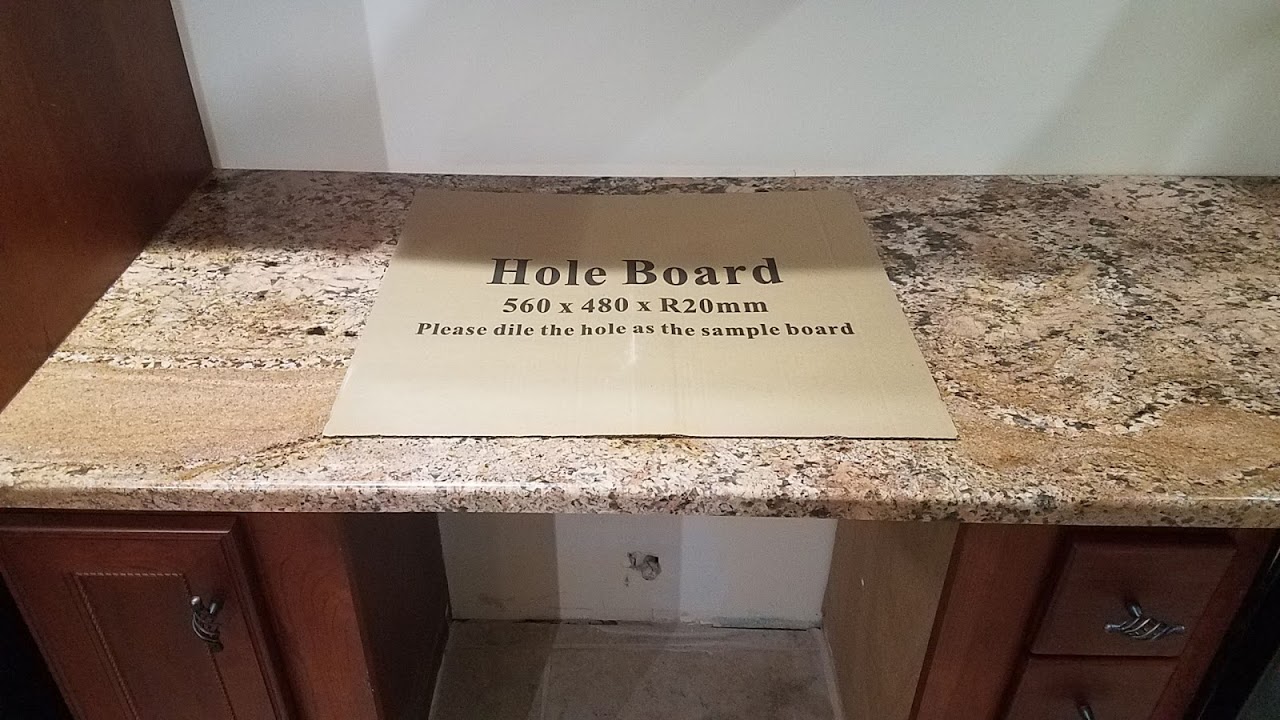 Hole Board
560 x 480 x R20mm
Please dile the hole as the sample board